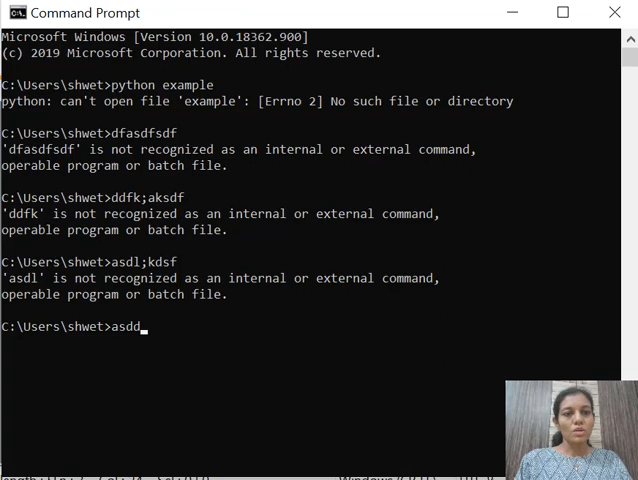 Command Prompt
Microsoft Windows [Version 10.0.18362.900]
(c) 2019 Microsoft Corporation. All rights reserved.
C:\Users\shwet>python example
python: can't open file 'example': [Errno 2] No such file or directory
C:\Users\shwet>dfasdfsdf
'dfasdfsdf' is not recognized as an internal or external command,
operable program or batch file.
C:\Users\shwet>ddfk;aksdf
'ddfk' is not recognized as an internal or external command,
operable program or batch file.
C:\Users\shwet>asdl;kdsf
'asdl' is not recognized as an internal or external command,
operable program or batch file.
C:\Users\shwet>asdd